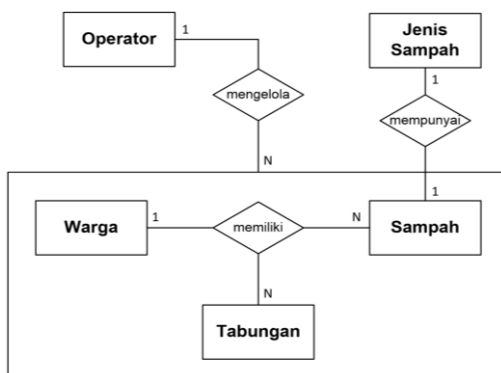 Operator
1
mengelola
N
Jenis
Sampah
1
mempunyai
1
Warga
1
memiliki
N
Sampah
N
Tabungan